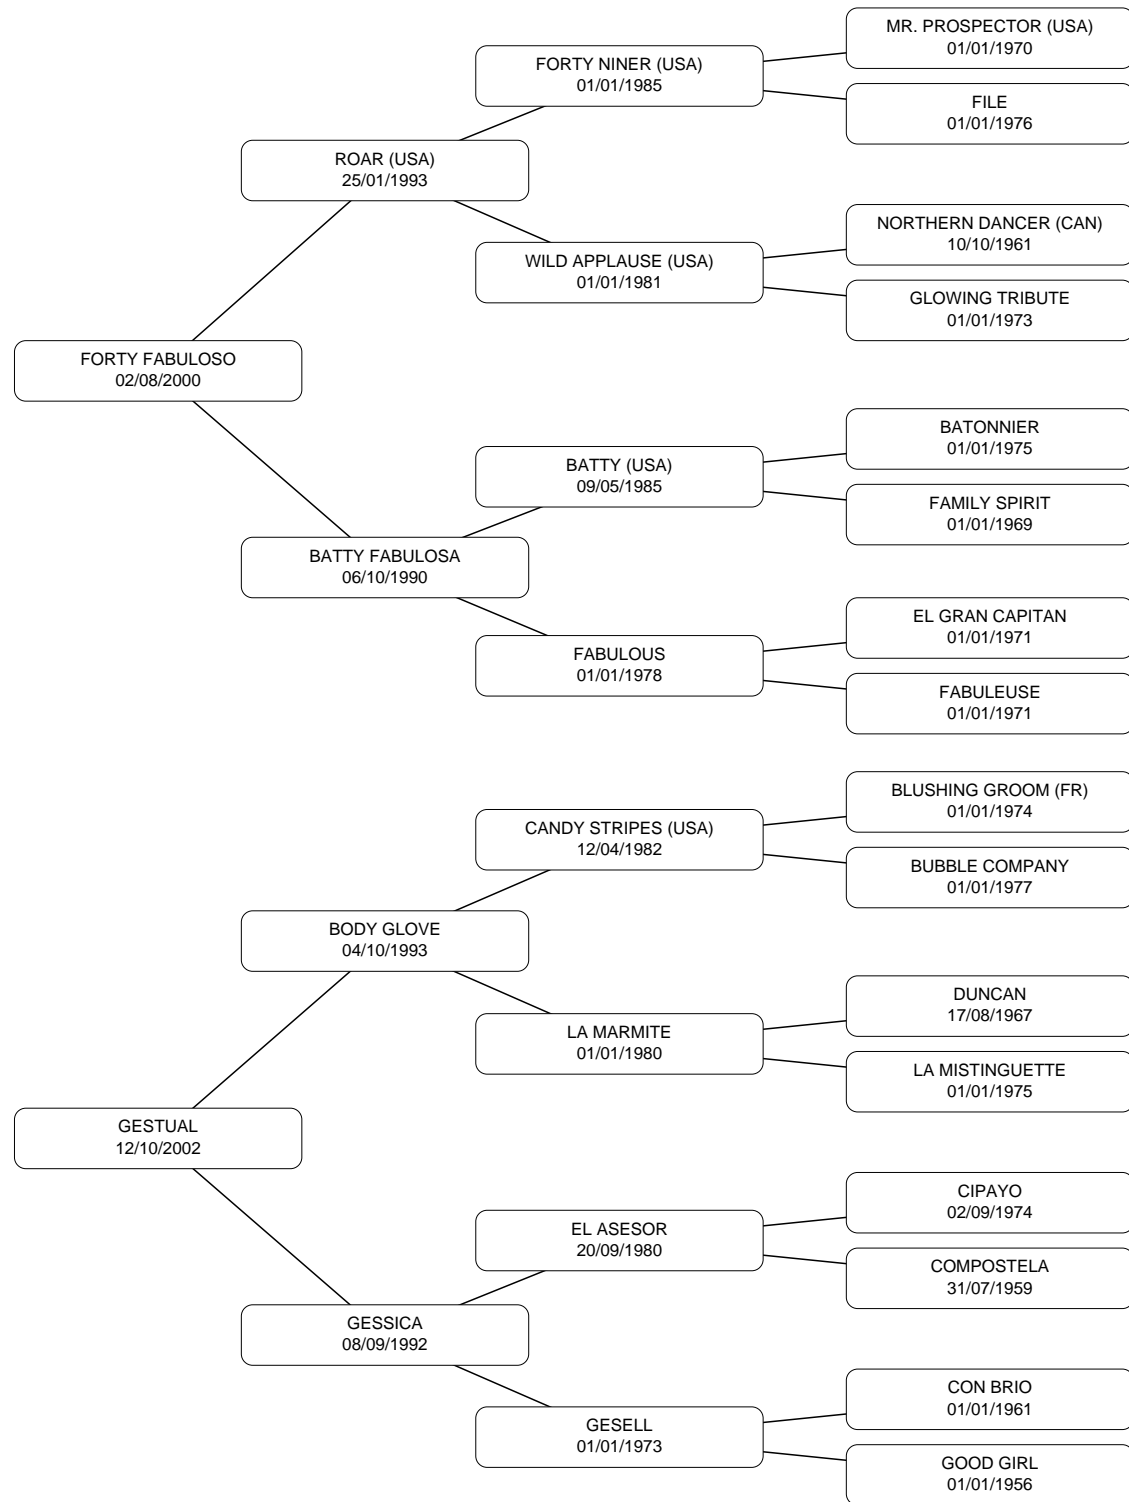 MR. PROSPECTOR (USA)
01/01/1970
FORTY NINER (USA)
01/01/1985
FILE
01/01/1976
ROAR (USA)
25/01/1993
NORTHERN DANCER (CAN)
10/10/1961
WILD APPLAUSE (USA)
01/01/1981
GLOWING TRIBUTE
01/01/1973
FORTY FABULOSO
02/08/2000
BATONNIER
01/01/1975
BATTY (USA)
09/05/1985
FAMILY SPIRIT
01/01/1969
BATTY FABULOSA
06/10/1990
EL GRAN CAPITAN
01/01/1971
FABULOUS
01/01/1978
FABULEUSE
01/01/1971
BLUSHING GROOM (FR)
01/01/1974
CANDY STRIPES (USA)
12/04/1982
BUBBLE COMPANY
01/01/1977
BODY GLOVE
04/10/1993
DUNCAN
17/08/1967
LA MARMITE
01/01/1980
LA MISTINGUETTE
01/01/1975
GESTUAL
12/10/2002
CIPAYO
02/09/1974
EL ASESOR
20/09/1980
COMPOSTELA
31/07/1959
GESSICA
08/09/1992
CON BRIO
01/01/1961
GESELL
01/01/1973
GOOD GIRL
01/01/1956